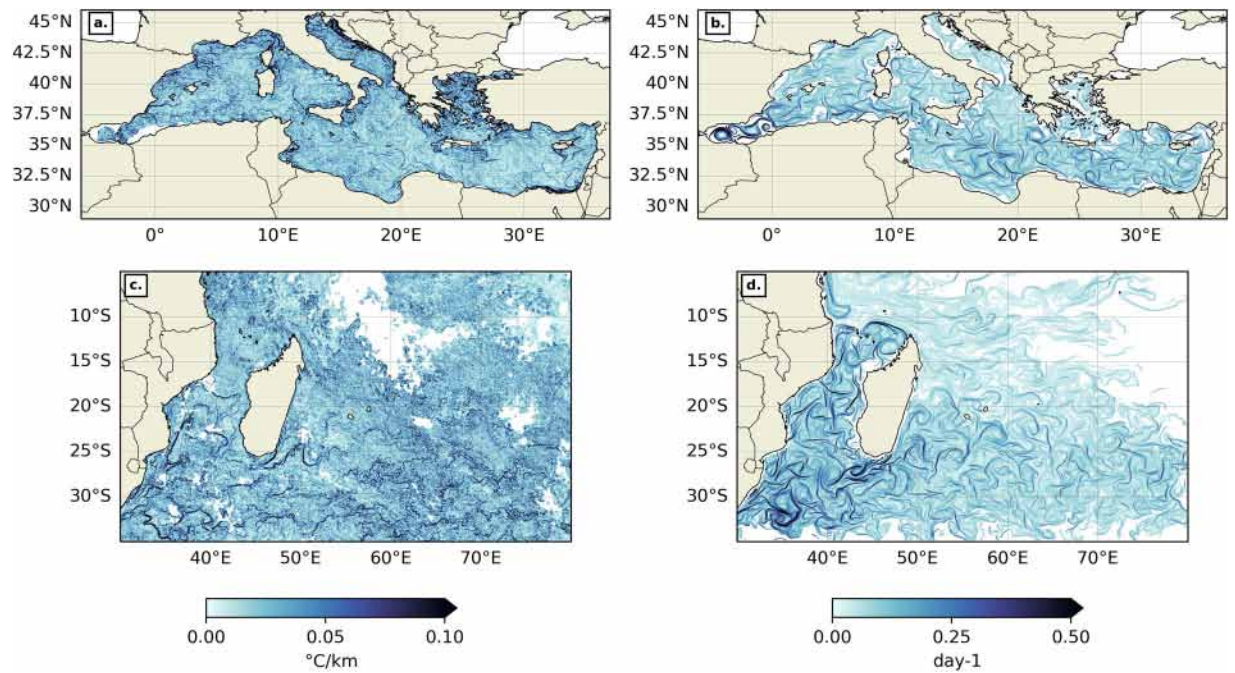 a.
45°N
42.5°N
40°N
37.5°N
35°N
32.5°N
30°N
0° 10°E 20°E 30°E
b.
45°N
42.5°N
40°N
37.5°N
35°N
32.5°N
30°N
0° 10°E 20°E 30°E
c.
10°S
15°S
20°S
25°S
30°S
40°E 50°E 60°E 70°E
d.
10°S
15°S
20°S
25°S
30°S
40°E 50°E 60°E 70°E
0.00 0.05 0.10
°C/km
0.00 0.25 0.50
day-1